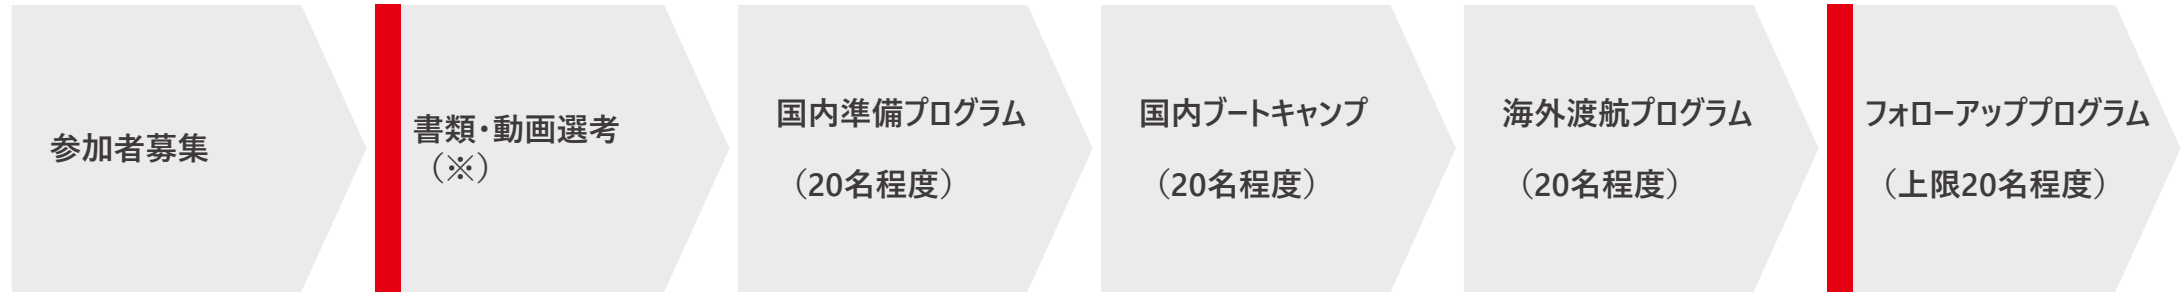 参加者募集
書類・動画選考
（※）
国内準備プログラム
（20名程度）
国内ブートキャンプ
（20名程度）
海外渡航プログラム
（20名程度）
フォローアッププログラム
（上限20名程度）